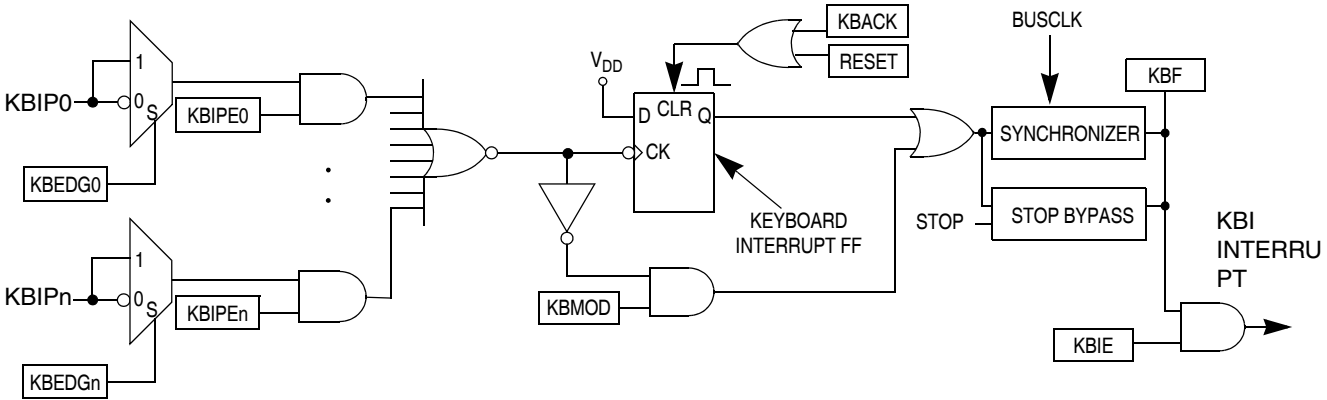 KBACK
RESET
BUSCLK
VDD
KBF
1
KBIP0
0
S
KBIPE0
D
CLR
Q
CK
SYNCHRONIZER
KBEDG0
STOP
STOP BYPASS
KEYBOARD
INTERRUPT FF
KBI
INTERRU
PT
1
KBIPn
0
S
KBIPEn
KBMOD
KBIE
KBEDGn